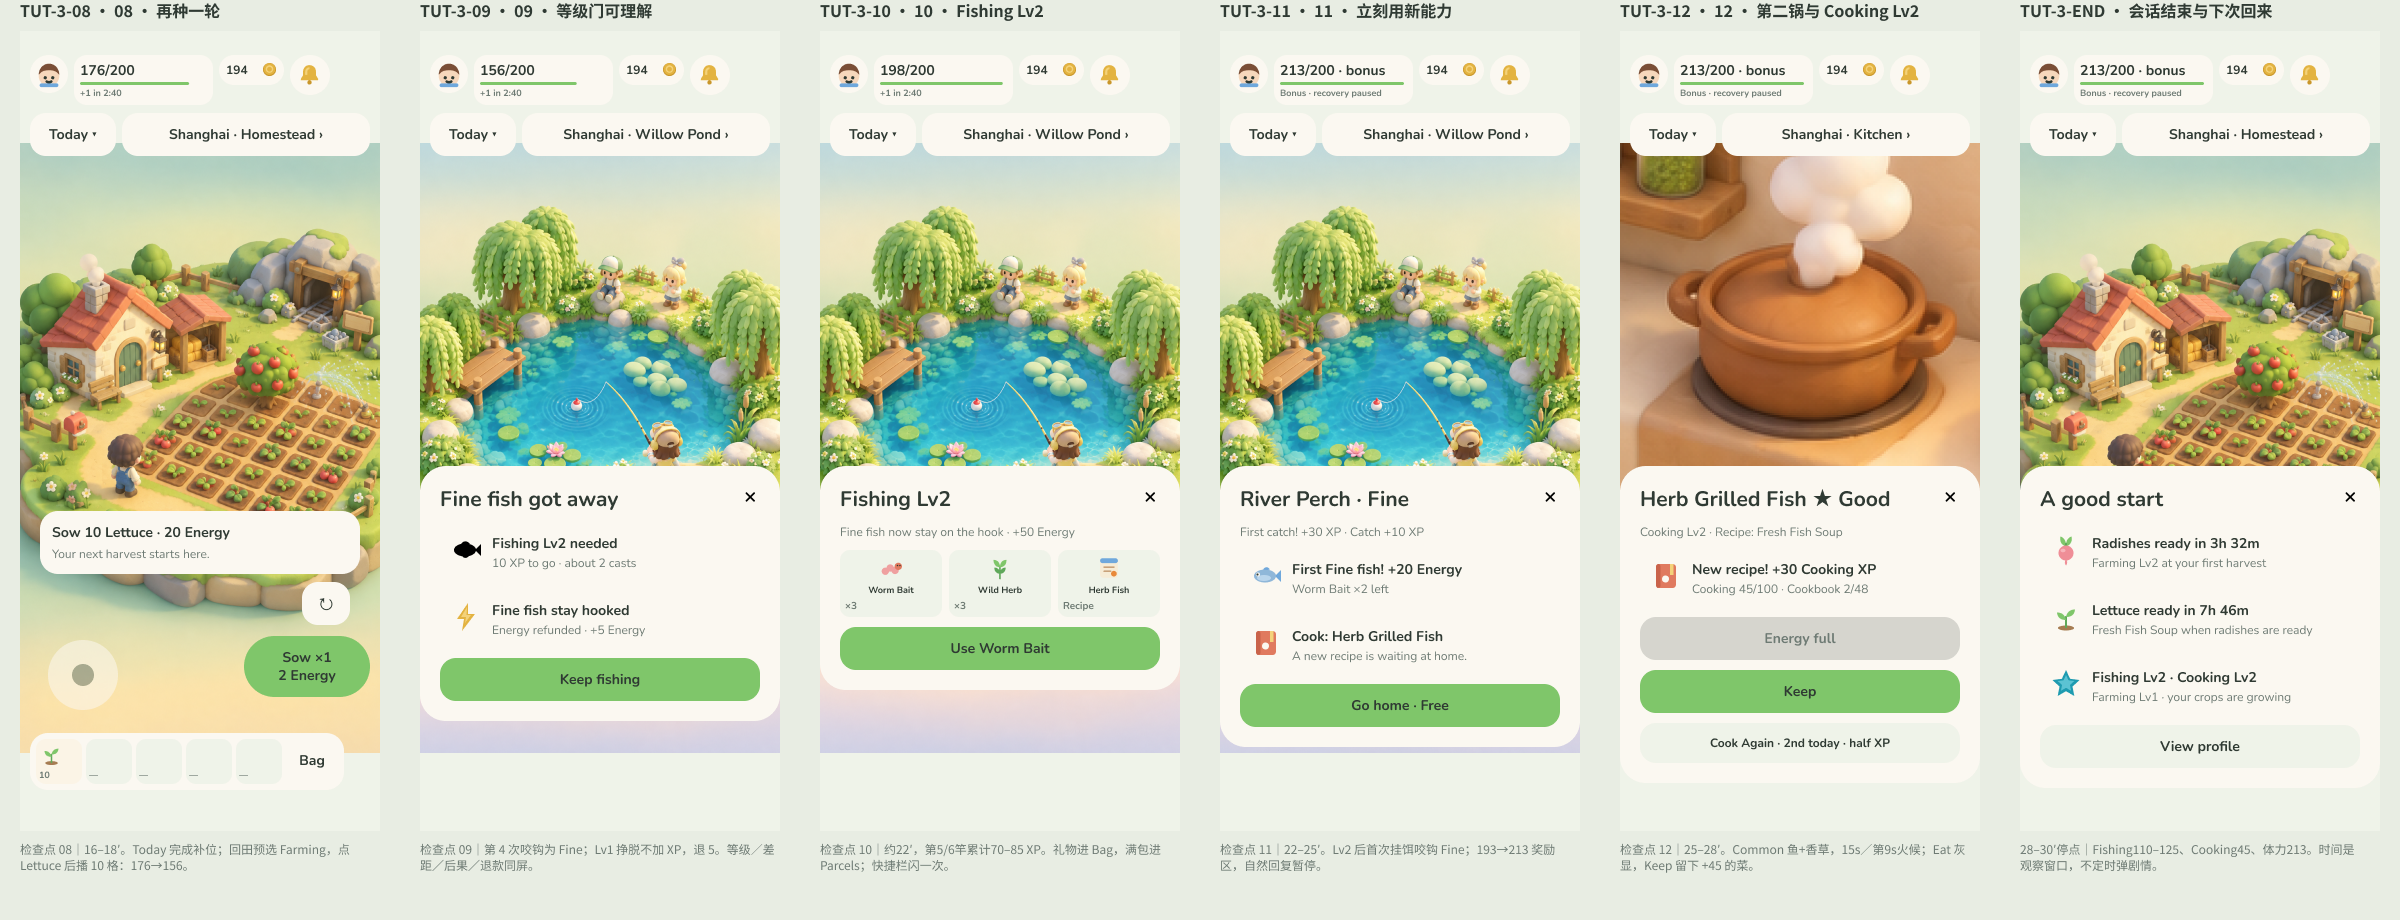 TUT-3-08 • 08 • 再种一轮
176/200
+1 in 2:40
194
Today ▾
Shanghai · Homestead ›
Sow 10 Lettuce · 20 Energy
Your next harvest starts here.
↻
Sow ×1
2 Energy
10
—
—
—
—
Bag
检查点 08｜16–18′。Today 完成补位；回田预选 Farming，点
Lettuce 后播 10 格：176→156。
TUT-3-09 • 09 • 等级门可理解
156/200
+1 in 2:40
194
Today ▾
Shanghai · Willow Pond ›
Fine fish got away
×
Fishing Lv2 needed
10 XP to go · about 2 casts
Fine fish stay hooked
Energy refunded · +5 Energy
Keep fishing
检查点 09｜第 4 次咬钩为 Fine；Lv1 挣脱不加 XP，退 5。等级／差
距／后果／退款同屏。
TUT-3-10 • 10 • Fishing Lv2
198/200
+1 in 2:40
194
Today ▾
Shanghai · Willow Pond ›
Fishing Lv2
×
Fine fish now stay on the hook · +50 Energy
Worm Bait
×3
Wild Herb
×3
Herb Fish
Recipe
Use Worm Bait
检查点 10｜约22′，第5/6竿累计70–85 XP。礼物进 Bag，满包进
Parcels；快捷栏闪一次。
TUT-3-11 • 11 • 立刻用新能力
213/200 · bonus
Bonus · recovery paused
194
Today ▾
Shanghai · Willow Pond ›
River Perch · Fine
×
First catch! +30 XP · Catch +10 XP
First Fine fish! +20 Energy
Worm Bait ×2 left
Cook: Herb Grilled Fish
A new recipe is waiting at home.
Go home · Free
检查点 11｜22–25′。Lv2 后首次挂饵咬钩 Fine；193→213 奖励
区，自然回复暂停。
TUT-3-12 • 12 • 第二锅与 Cooking Lv2
213/200 · bonus
Bonus · recovery paused
194
Today ▾
Shanghai · Kitchen ›
Herb Grilled Fish ★ Good
×
Cooking Lv2 · Recipe: Fresh Fish Soup
New recipe! +30 Cooking XP
Cooking 45/100 · Cookbook 2/48
Energy full
Keep
Cook Again · 2nd today · half XP
检查点 12｜25–28′。Common 鱼+香草，15s／第9s火候；Eat 灰
显，Keep 留下 +45 的菜。
TUT-3-END • 会话结束与下次回来
213/200 · bonus
Bonus · recovery paused
194
Today ▾
Shanghai · Homestead ›
A good start
×
Radishes ready in 3h 32m
Farming Lv2 at your first harvest
Lettuce ready in 7h 46m
Fresh Fish Soup when radishes are ready
Fishing Lv2 · Cooking Lv2
Farming Lv1 · your crops are growing
View profile
28–30′停点｜Fishing110–125、Cooking45、体力213。时间是
观察窗口，不定时弹剧情。